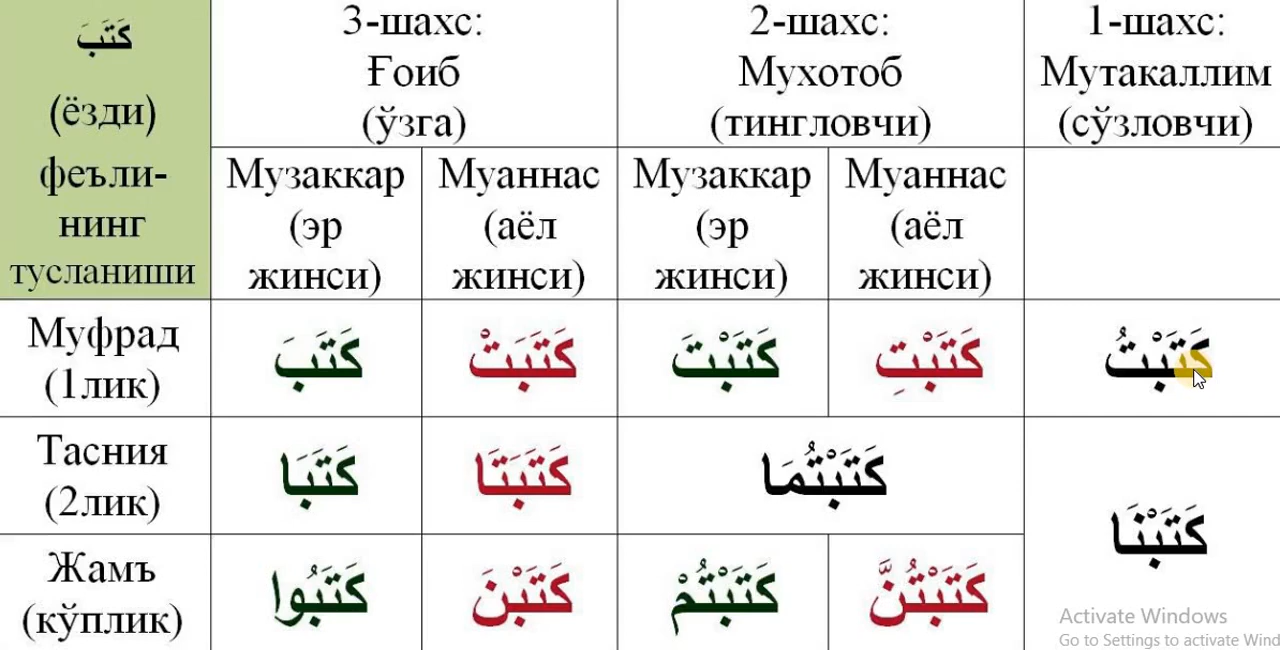 كَتَبَ
(ёзди)
феъли-
нинг
тусланиши
3-шахс:
Ғоиб
(ўзга)
2-шахс:
Мухотоб
(тингловчи)
1-шахс:
Мутакаллим
(сўзловчи)
Музаккар
(эр
жинси)
Муаннас
(аёл
жинси)
Музаккар
(эр
жинси)
Муаннас
(аёл
жинси)
Муфрад
(1лик)
كَتَبَ
كَتَبَتْ
كَتَبْتَ
كَتَبْتِ
كَتَبْتُ
Тасния
(2лик)
كَتَبَا
كَتَبَتَا
كَتَبْتُمَا
كَتَبْنَا
Жамъ
(кўплик)
كَتَبُوا
كَتَبْنَ
كَتَبْتُمْ
كَتَبْتُنَّ
Activate Windows
Go to Settings to activate Wind